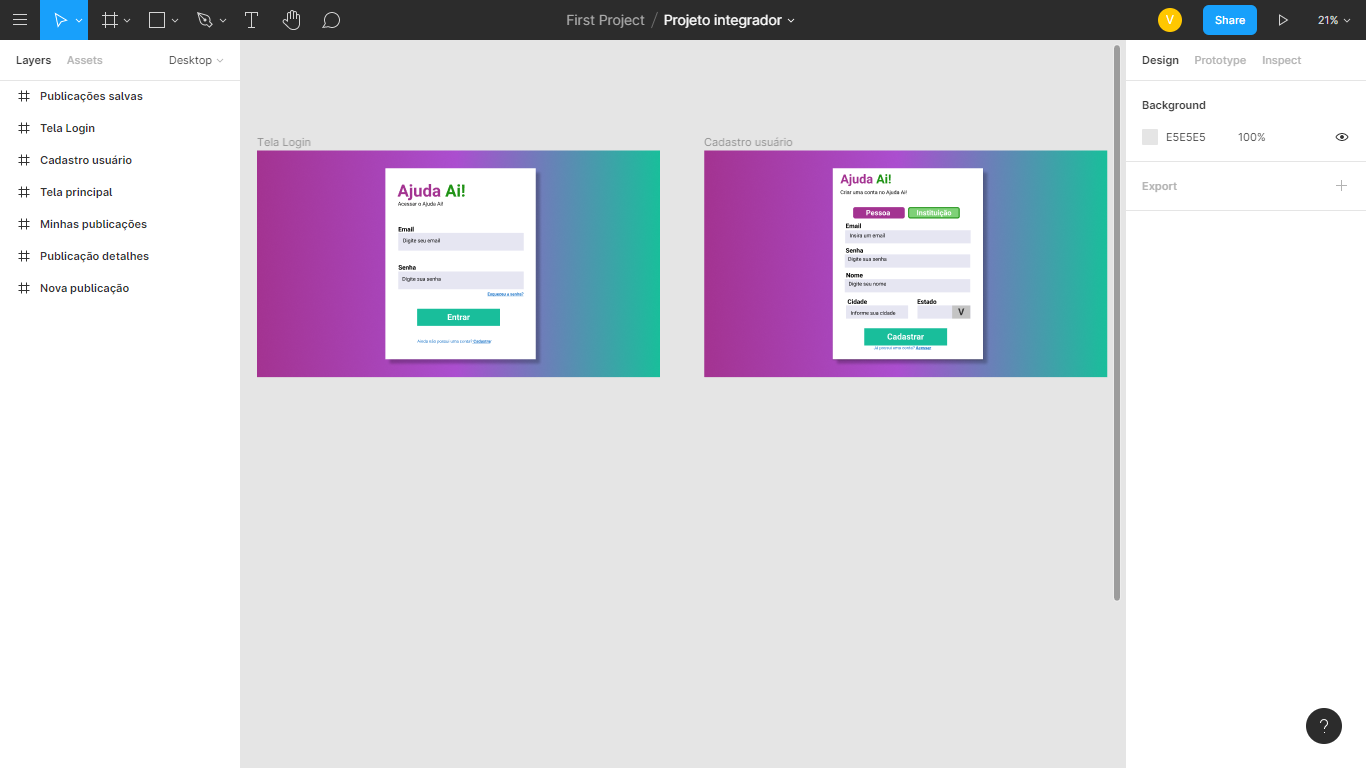 First Project / Projeto integrador
V
Share
21%
Layers
Assets
Desktop
Publicações salvas
Tela Login
Cadastro usuário
Tela principal
Minhas publicações
Publicação detalhes
Nova publicação
Tela Login
Ajuda Ai!
Acessar o Ajuda Ai!
Email
Digite seu email
Senha
Digite sua senha
Esqueceu a senha?
Entrar
Ainda não possui uma conta? Cadastrar
Cadastro usuário
Ajuda Ai!
Criar uma conta no Ajuda Ai!
Pessoa
Instituição
Email
Insira um email
Senha
Digite sua senha
Nome
Digite seu nome
Cidade
Estado
Informe sua cidade
V
Cadastrar
Já possui uma conta? Acessar
Design
Prototype
Inspect
Background
E5E5E5
100%
Export
?